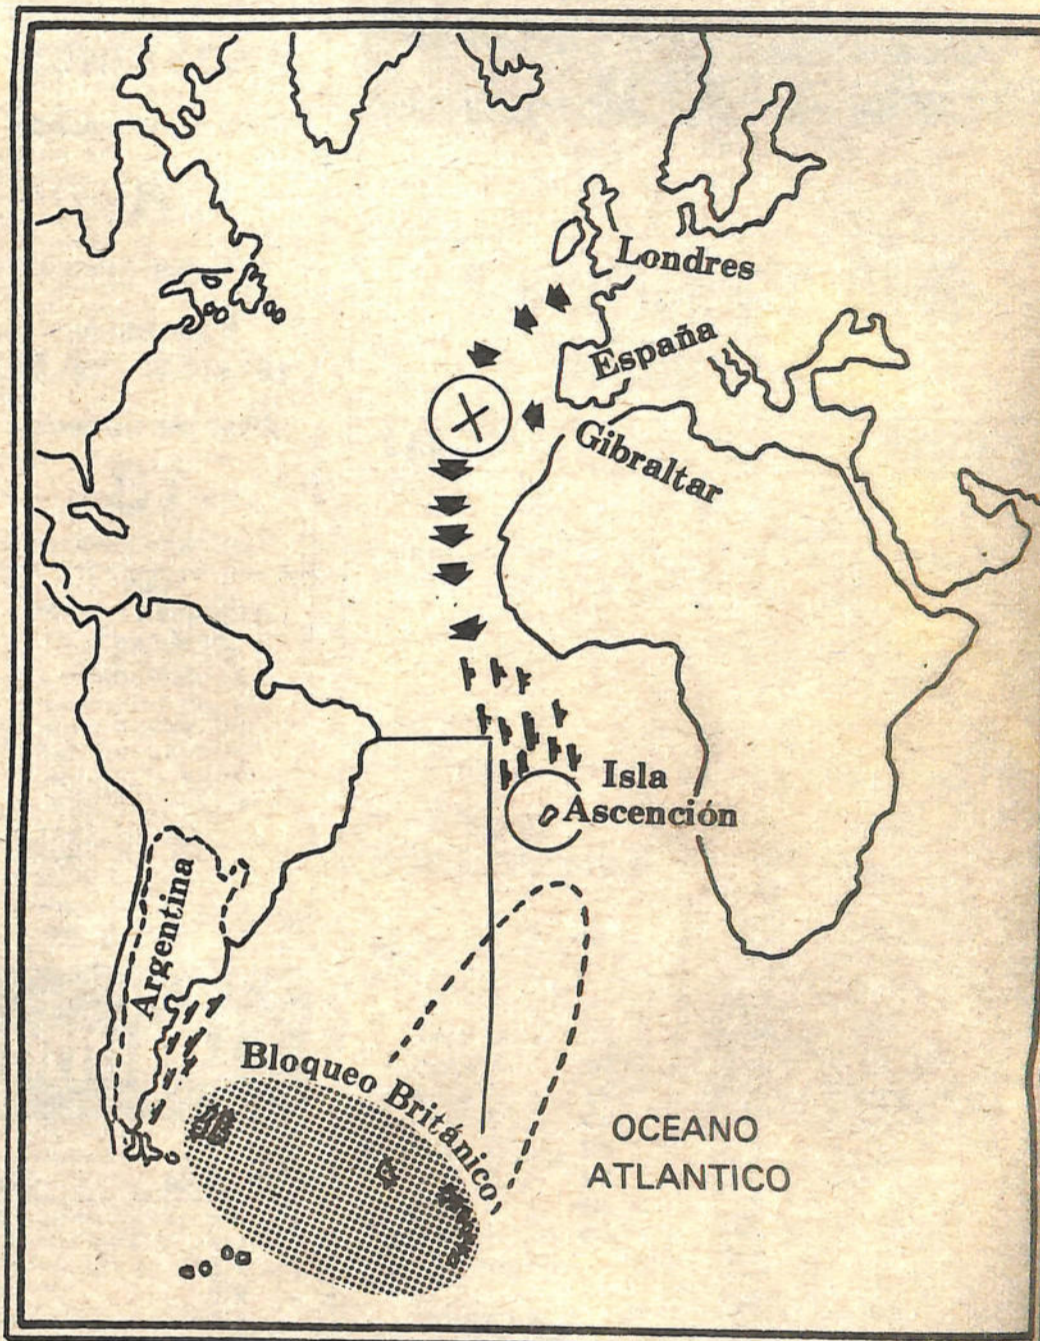 Londres
España
Gibraltar
Isla
Ascención
Argentina
Bloqueo Británico
OCEANO
ATLANTICO